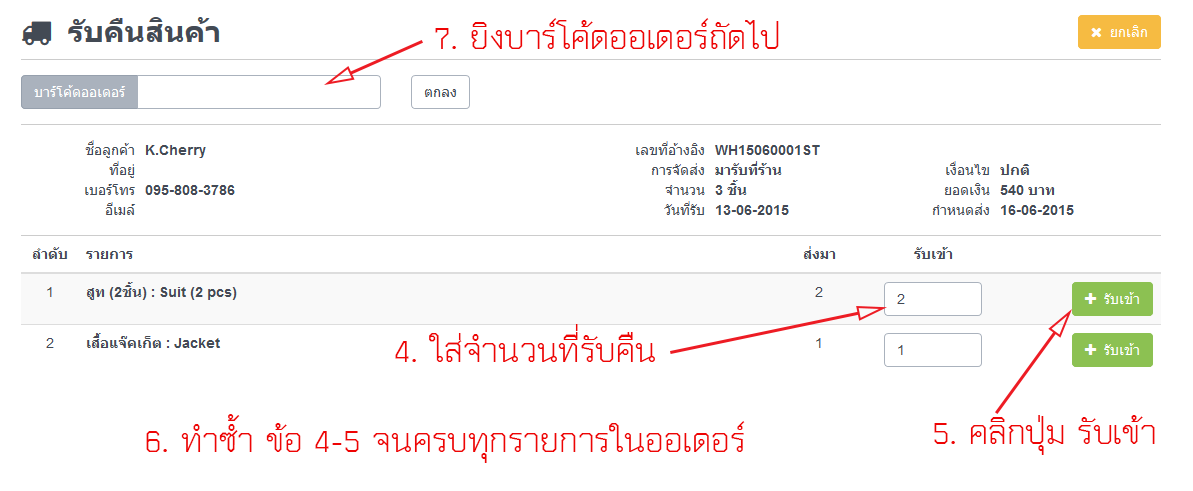 รับคืนสินค้า
7. ยิงบาร์โค้ดออเดอร์ถัดไป
ยกเลิก
บาร์โค้ดออเดอร์
ตกลง
ชื่อลูกค้า K.Cherry เลขที่อ้างอิง WH15060001ST
ที่อยู่ การจัดส่ง มารับที่ร้าน เงื่อนไข ปกติ
เบอร์โทร 095-808-3786 จำนวน 3 ชิ้น ยอดเงิน 540 บาท
อีเมล์ วันที่รับ 13-06-2015 กำหนดส่ง 16-06-2015
ลำดับ รายการ ส่งมา รับเข้า
1 สูท (2ชิ้น) : Suit (2 pcs) 2 2 รับเข้า
2 เสื้อแจ๊คเก็ต : Jacket 1 1 รับเข้า
4. ใส่จำนวนที่รับคืน
5. คลิกปุ่ม รับเข้า
6. ทำซ้ำ ข้อ 4-5 จนครบทุกรายการในออเดอร์